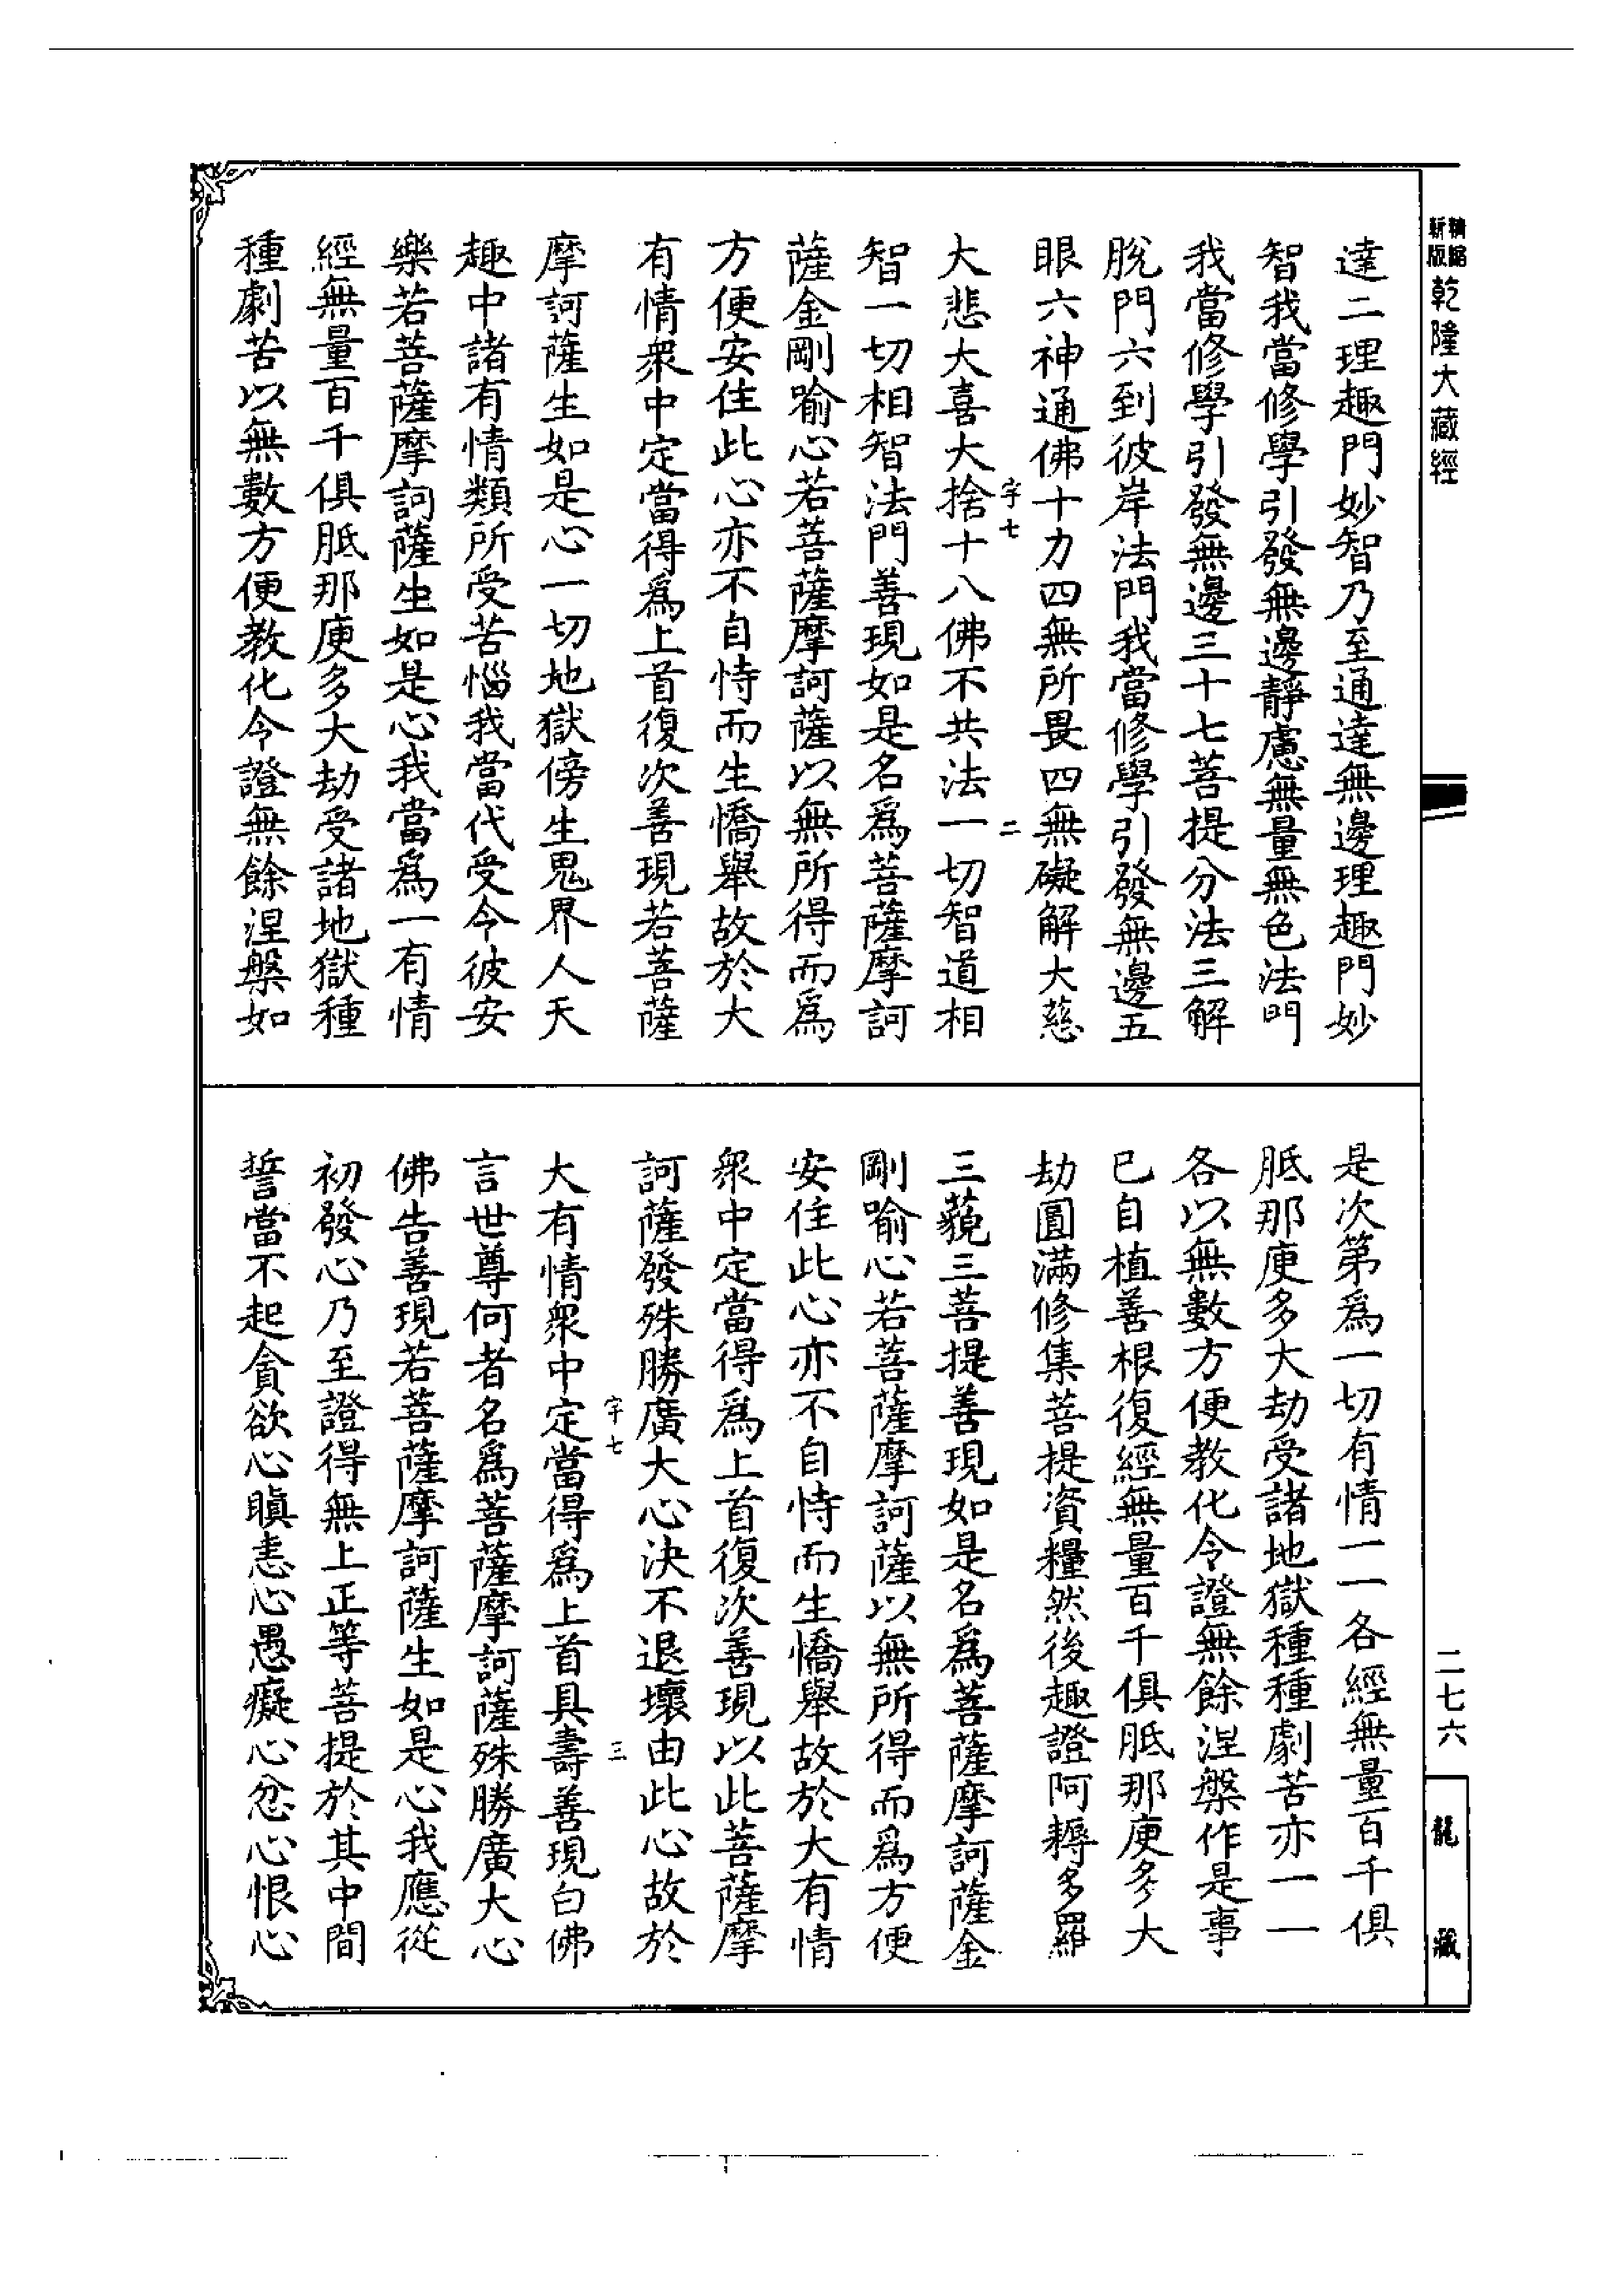 精縮新版乾隆大藏經
達二理趣門妙智乃至通達無邊理趣門妙
智我當修學引發無邊靜慮無量無色法門
我當修學引發無邊三十七菩提分法三解
脫門六到彼岸法門我當修學引發無邊五
眼六神通佛十力四無所畏四無礙解大慈
字七 二
大悲大喜大捨十八佛不共法一切智道相
智一切相智法門善現如是名爲菩薩摩訶
薩金剛喻心若菩薩摩訶薩以無所得而爲
方便安住此心亦不自恃而生憍舉故於大
有情衆中定當得爲上首復次善現若菩薩
摩訶薩生如是心一切地獄傍生鬼界人天
趣中諸有情類所受苦惱我當代受令彼安
樂若菩薩摩訶薩生如是心我當爲一有情
經無量百千俱胝那庾多大劫受諸地獄種
種劇苦以無數方便教化令證無餘涅槃如
是次第爲一切有情一一各經無量百千俱
胝那庾多大劫受諸地獄種種劇苦亦一一
各以無數方便教化令證無餘涅槃作是事
已自植善根復經無量百千俱胝那庾多大
劫圓滿修集菩提資糧然後趣證阿耨多羅
三藐三菩提善現如是名爲菩薩摩訶薩金
剛喻心若菩薩摩訶薩以無所得而爲方便
安住此心亦不自恃而生憍舉故於大有情
衆中定當得爲上首復次善現以此菩薩摩
訶薩發殊勝廣大心決不退壞由此心故於
字七 三
大有情衆中定當得爲上首具壽善現白佛
言世尊何者名爲菩薩摩訶薩殊勝廣大心
佛告善現若菩薩摩訶薩生如是心我應從
初發心乃至證得無上正等菩提於其中間
誓當不起貪欲心瞋恚心愚癡心忿心恨心
二七六
龍藏